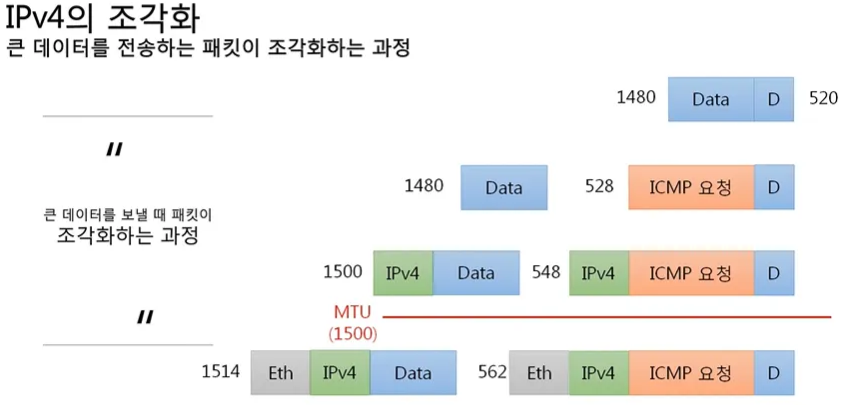 IPv4의 조각화
큰 데이터를 전송하는 패킷이 조각화하는 과정
1480 Data D 520
〃
1480 Data 528 ICMP 요청 D
큰 데이터를 보낼 때 패킷이
조각화하는 과정
1500 IPv4 Data 548 IPv4 ICMP 요청 D
〃
MTU
(1500)
1514 Eth IPv4 Data 562 Eth IPv4 ICMP 요청 D